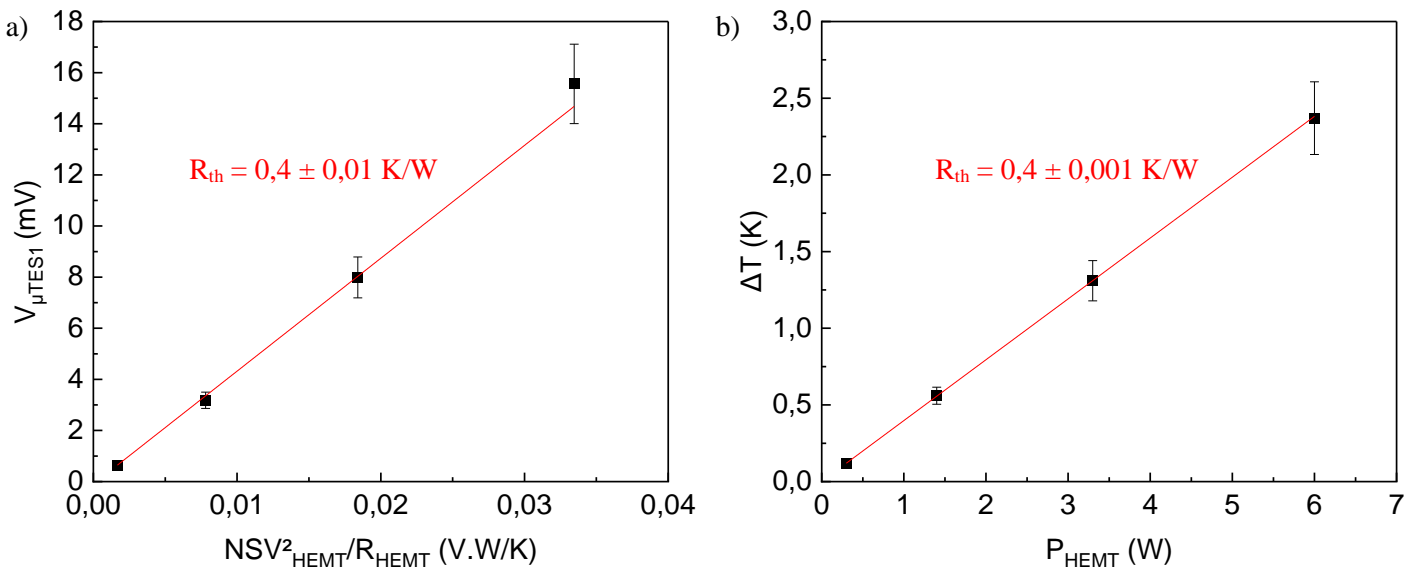 a)
18
16
14
12
10
8
6
4
2
0
V_μTES1 (mV)
R_th = 0,4 ± 0,01 K/W
0,00 0,01 0,02 0,03 0,04
NSV²_HEMT/R_HEMT (V.W/K)
b)
3,0
2,5
2,0
1,5
1,0
0,5
0,0
ΔT (K)
R_th = 0,4 ± 0,001 K/W
0 1 2 3 4 5 6 7
P_HEMT (W)